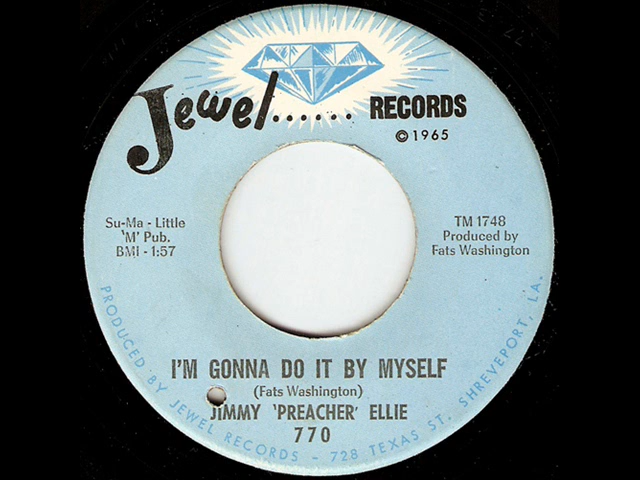 Jewel...... RECORDS
©1965
Su-Ma - Little
'M' Pub.
BMI - 1:57
TM 1748
Produced by
Fats Washington
I'M GONNA DO IT BY MYSELF
(Fats Washington)
JIMMY 'PREACHER' ELLIE
770
PRODUCED BY JEWEL RECORDS - 728 TEXAS ST. SHREVEPORT, LA.